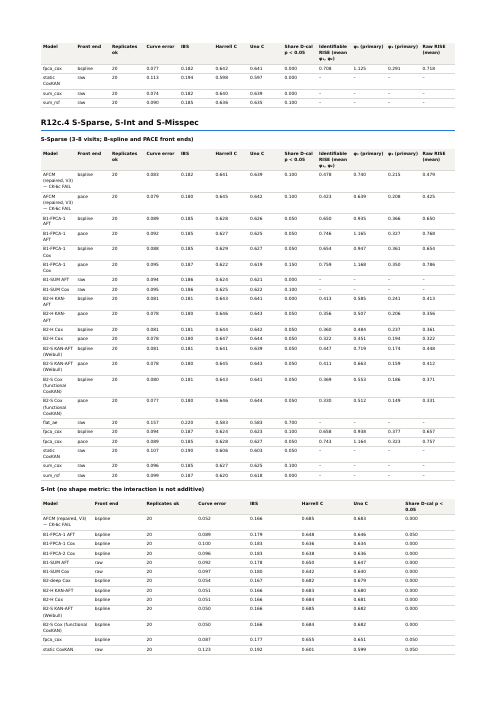 Model Front end Replicates ok Curve error IBS Harrell C Uno C Share D-cal p < 0.05 Identifiable RISE (mean φ₁, φ₂) φ₁ (primary) φ₂ (primary) Raw RISE (mean)
fpca_cox bspline 20 0.077 0.182 0.642 0.641 0.000 0.708 1.125 0.291 0.718
static CoxKAN raw 20 0.113 0.194 0.598 0.597 0.000 – – – –
sum_cox raw 20 0.074 0.182 0.640 0.639 0.000 – – – –
sum_rsf raw 20 0.090 0.185 0.636 0.635 0.100 – – – –
R12c.4 S-Sparse, S-Int and S-Misspec
S-Sparse (3–8 visits; B-spline and PACE front ends)
Model Front end Replicates ok Curve error IBS Harrell C Uno C Share D-cal p < 0.05 Identifiable RISE (mean φ₁, φ₂) φ₁ (primary) φ₂ (primary) Raw RISE (mean)
AFCM (repaired, V3) — CK-6c FAIL bspline 20 0.083 0.182 0.641 0.639 0.100 0.478 0.740 0.215 0.479
AFCM (repaired, V3) — CK-6c FAIL pace 20 0.079 0.180 0.645 0.642 0.100 0.423 0.639 0.208 0.425
B1-FPCA-1 AFT bspline 20 0.089 0.185 0.628 0.626 0.050 0.650 0.935 0.366 0.650
B1-FPCA-1 AFT pace 20 0.092 0.185 0.627 0.625 0.050 0.746 1.165 0.327 0.768
B1-FPCA-1 Cox bspline 20 0.088 0.185 0.629 0.627 0.050 0.654 0.947 0.361 0.654
B1-FPCA-1 Cox pace 20 0.095 0.187 0.622 0.619 0.150 0.759 1.168 0.350 0.786
B1-SUM AFT raw 20 0.094 0.186 0.624 0.621 0.000 – – – –
B1-SUM Cox raw 20 0.095 0.186 0.625 0.622 0.100 – – – –
B2-H KAN-AFT bspline 20 0.081 0.181 0.643 0.641 0.000 0.413 0.585 0.241 0.413
B2-H KAN-AFT pace 20 0.078 0.180 0.646 0.643 0.000 0.356 0.507 0.206 0.356
B2-H Cox bspline 20 0.081 0.181 0.644 0.642 0.050 0.360 0.484 0.237 0.361
B2-H Cox pace 20 0.078 0.180 0.647 0.644 0.050 0.322 0.451 0.194 0.322
B2-S KAN-AFT (Weibull) bspline 20 0.081 0.181 0.641 0.639 0.050 0.447 0.719 0.174 0.448
B2-S KAN-AFT (Weibull) pace 20 0.078 0.180 0.645 0.643 0.050 0.411 0.663 0.159 0.412
B2-S Cox (functional CoxKAN) bspline 20 0.080 0.181 0.643 0.641 0.050 0.369 0.553 0.186 0.371
B2-S Cox (functional CoxKAN) pace 20 0.077 0.180 0.646 0.644 0.050 0.330 0.512 0.149 0.331
flat_ae raw 20 0.157 0.220 0.583 0.583 0.700 – – – –
fpca_cox bspline 20 0.094 0.187 0.624 0.623 0.100 0.658 0.938 0.377 0.657
fpca_cox pace 20 0.089 0.185 0.628 0.627 0.050 0.743 1.164 0.323 0.757
static CoxKAN raw 20 0.107 0.190 0.606 0.603 0.050 – – – –
sum_cox raw 20 0.096 0.185 0.627 0.625 0.100 – – – –
sum_rsf raw 20 0.099 0.187 0.620 0.618 0.000 – – – –
S-Int (no shape metric: the interaction is not additive)
Model Front end Replicates ok Curve error IBS Harrell C Uno C Share D-cal p < 0.05
AFCM (repaired, V3) — CK-6c FAIL bspline 20 0.052 0.166 0.685 0.683 0.000
B1-FPCA-1 AFT bspline 20 0.089 0.179 0.648 0.646 0.050
B1-FPCA-1 Cox bspline 20 0.100 0.183 0.636 0.634 0.000
B1-FPCA-2 Cox bspline 20 0.096 0.183 0.638 0.636 0.000
B1-SUM AFT raw 20 0.092 0.178 0.650 0.647 0.000
B1-SUM Cox raw 20 0.097 0.180 0.642 0.640 0.000
B2-deep Cox bspline 20 0.054 0.167 0.682 0.679 0.000
B2-H KAN-AFT bspline 20 0.051 0.166 0.683 0.680 0.000
B2-H Cox bspline 20 0.051 0.166 0.684 0.681 0.000
B2-S KAN-AFT (Weibull) bspline 20 0.050 0.166 0.685 0.682 0.000
B2-S Cox (functional CoxKAN) bspline 20 0.050 0.166 0.684 0.682 0.000
fpca_cox bspline 20 0.087 0.177 0.655 0.651 0.050
static CoxKAN raw 20 0.123 0.192 0.601 0.599 0.050